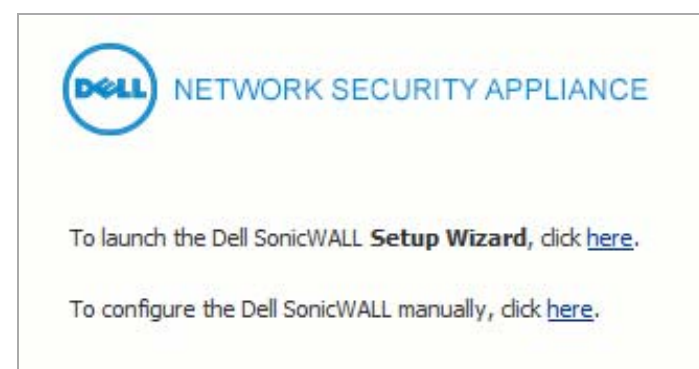 DELL NETWORK SECURITY APPLIANCE
To launch the Dell SonicWALL Setup Wizard, click here.
To configure the Dell SonicWALL manually, click here.